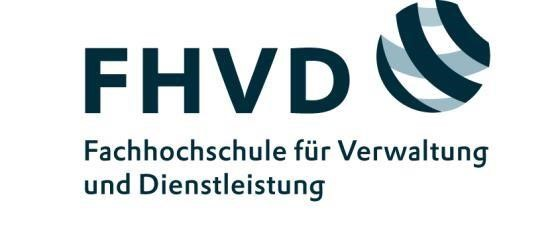 FHVD
Fachhochschule für Verwaltung
und Dienstleistung